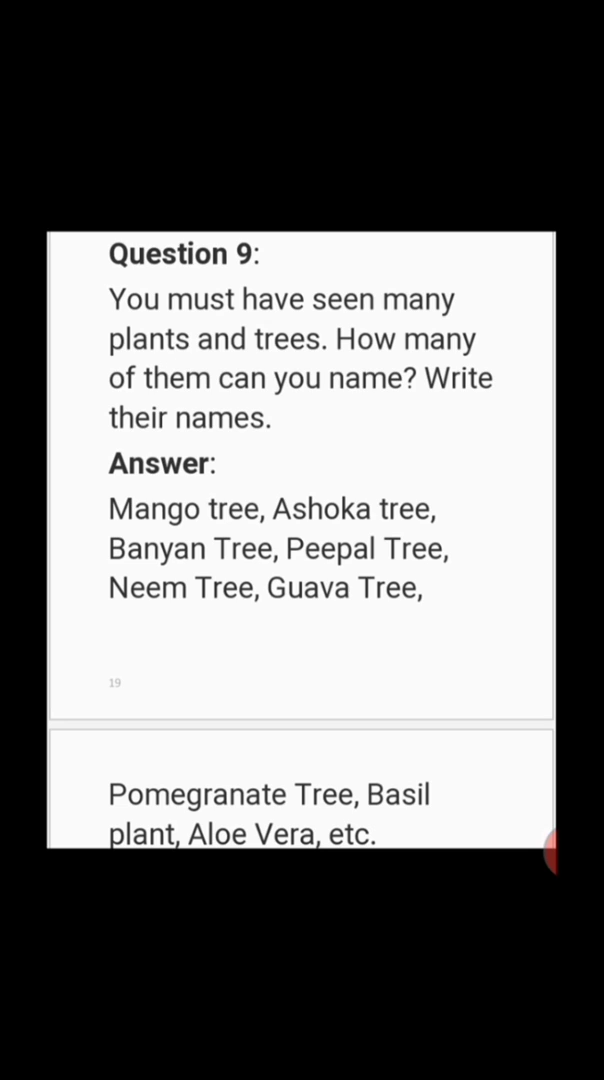 Question 9:
You must have seen many
plants and trees. How many
of them can you name? Write
their names.
Answer:
Mango tree, Ashoka tree,
Banyan Tree, Peepal Tree,
Neem Tree, Guava Tree,
19
Pomegranate Tree, Basil
plant, Aloe Vera, etc.